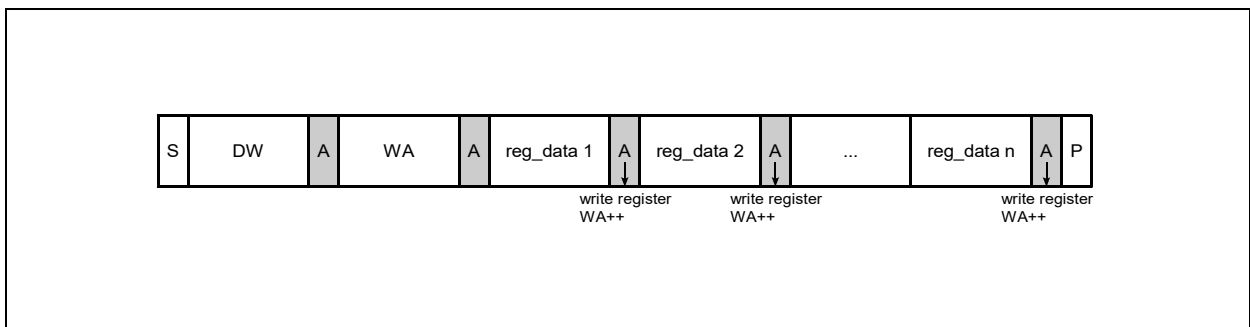 S DW A WA A reg_data 1 A reg_data 2 A ... reg_data n A P
write register write register write register
WA++ WA++ WA++